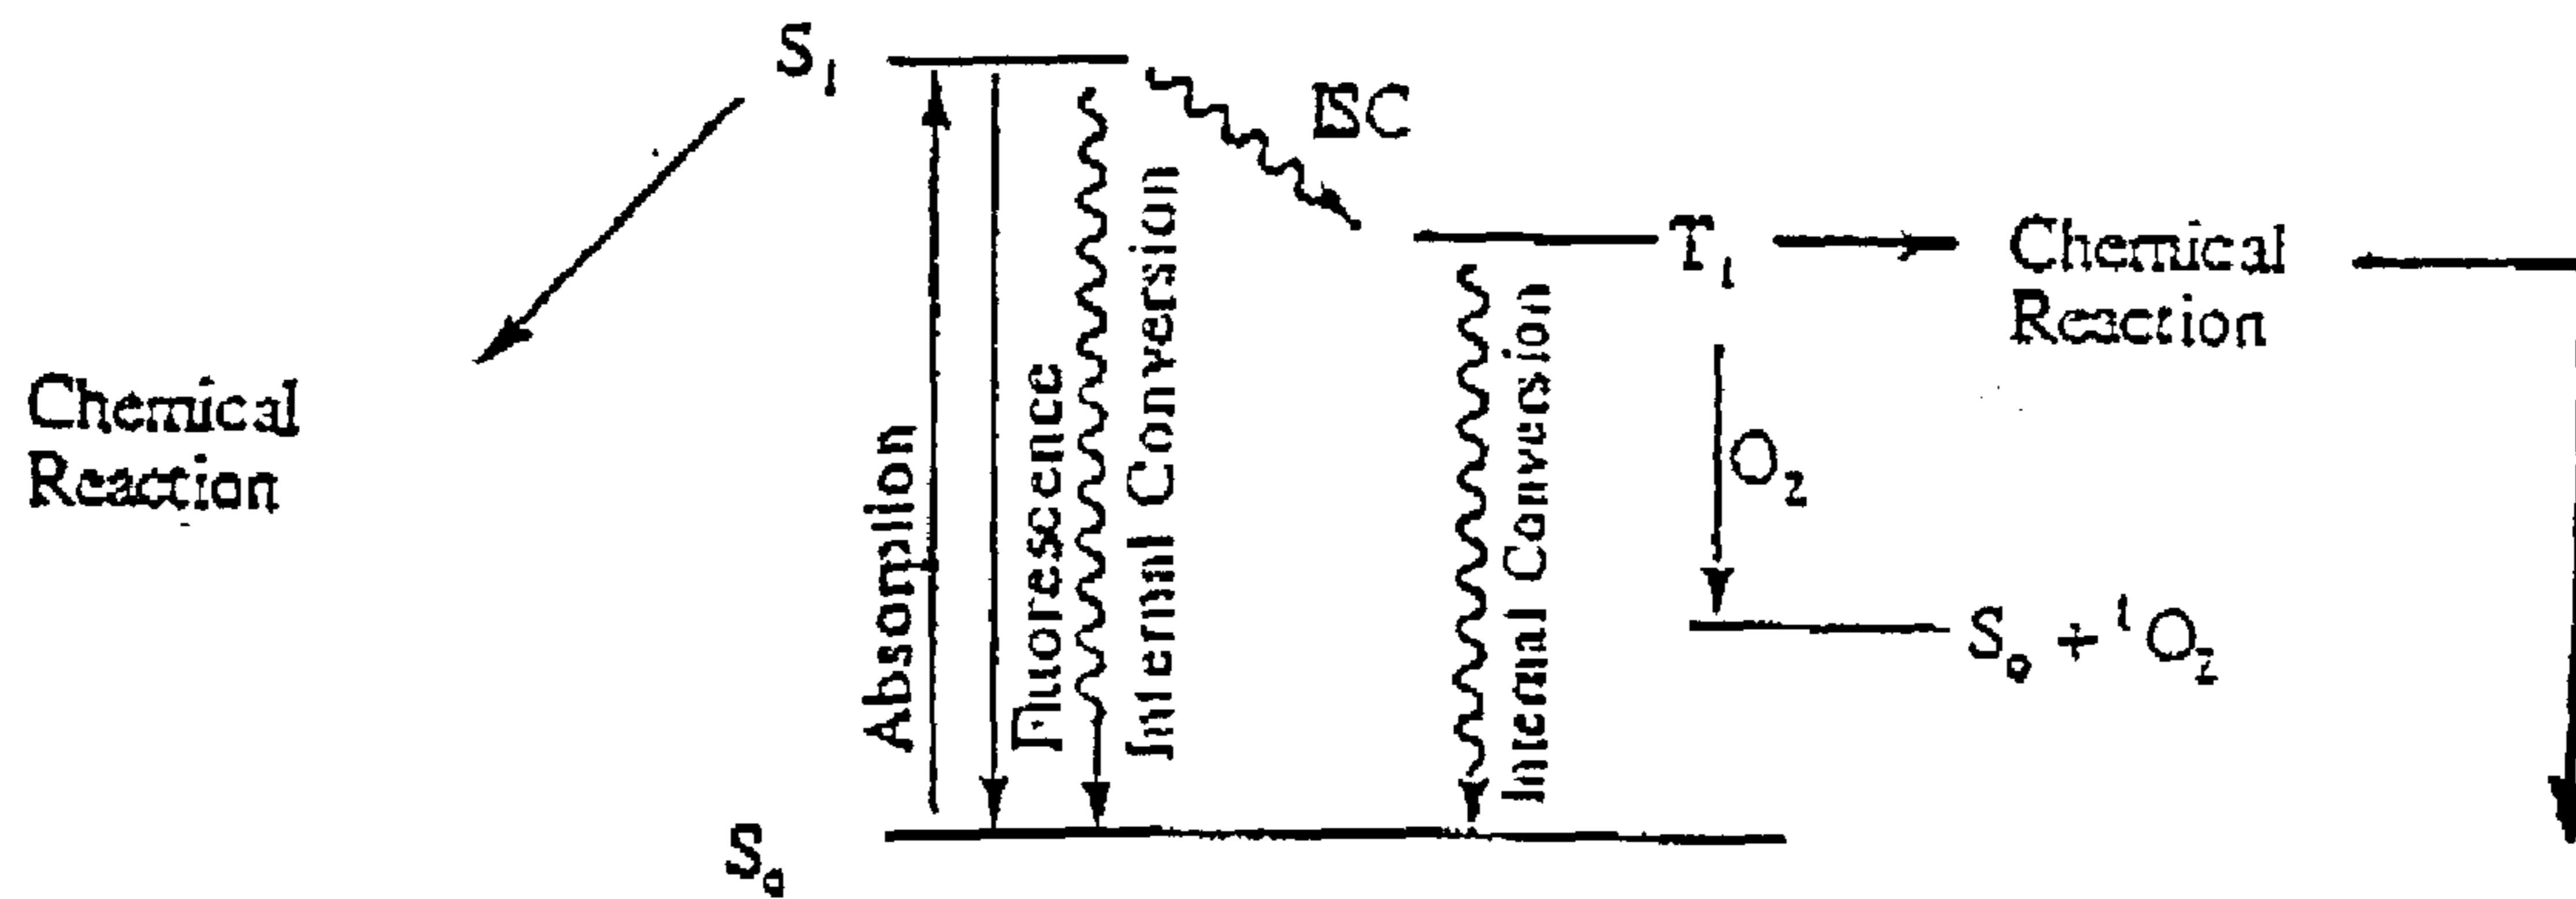 S₁
ISC
T₁
Chemical
Reaction
Chemical
Reaction
Absorption
Fluorescence
Internal Conversion
Internal Conversion
O₂
S₀ + ¹O₂
S₀